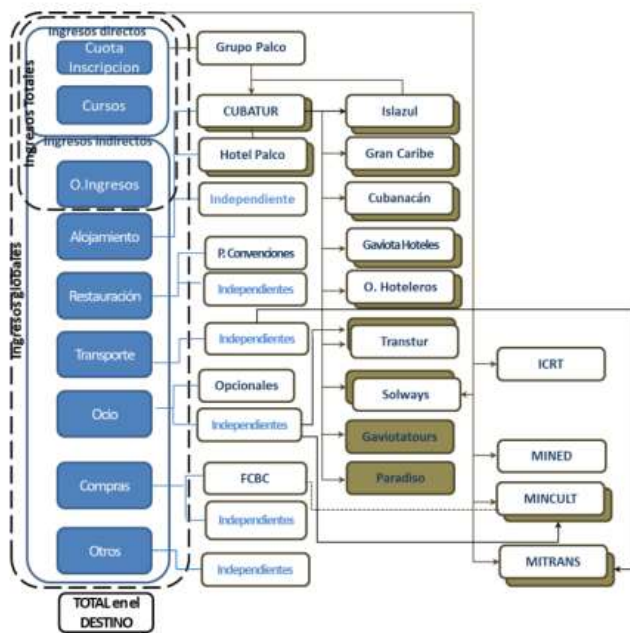 Ingresos directos
Cuota
Inscripcion
Cursos
Ingresos Totales
Ingresos indirectos
O.Ingresos
Ingresos globales
Alojamiento
Restauración
Transporte
Ocio
Compras
Otros
TOTAL en el
DESTINO
Grupo Palco
CUBATUR
Hotel Palco
Independiente
P. Convenciones
Independientes
Independientes
Opcionales
Independientes
FCBC
Independientes
Independientes
Islazul
Gran Caribe
Cubanacán
Gaviota Hoteles
O. Hoteleros
Transtur
Solways
Gaviotatours
Paradiso
ICRT
MINED
MINCULT
MITRANS